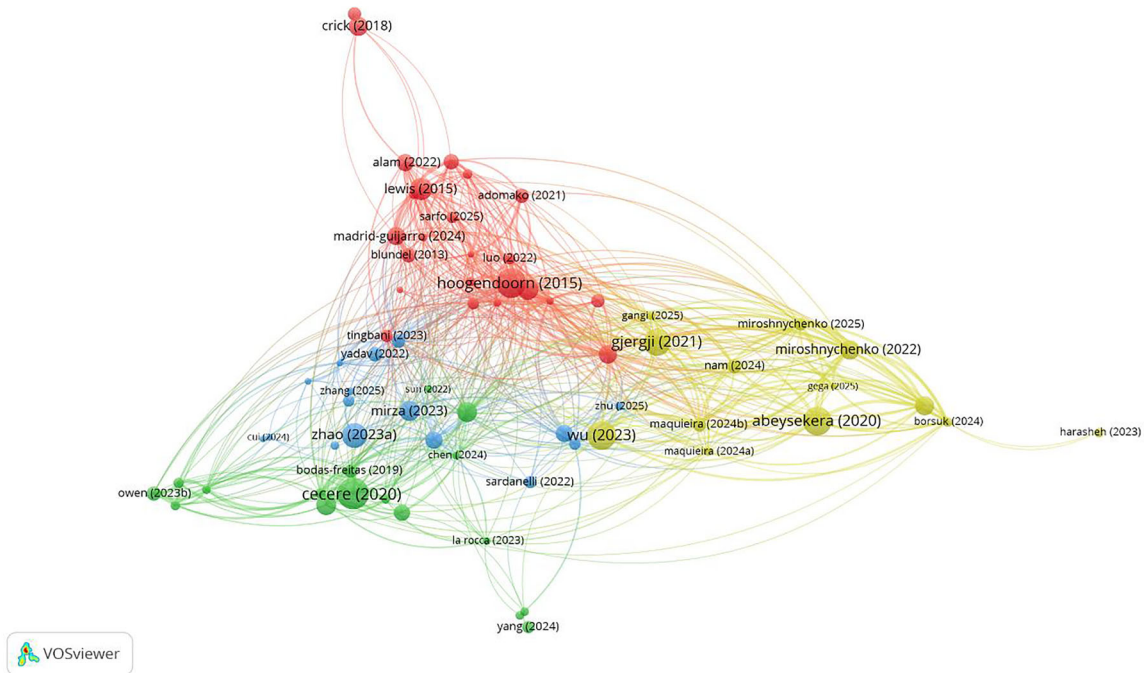 crick (2018)
alam (2022)
lewis (2015)
adomako (2021)
sarfo (2025)
madrid-guijarro (2024)
blundel (2013)
luo (2022)
hoogendoorn (2015)
gangi (2025)
miroshnychenko (2025)
tingbani (2023)
gjergji (2021)
miroshnychenko (2022)
yadav (2022)
nam (2024)
zhang (2025)
sun (2022)
gega (2025)
mirza (2023)
zhu (2025)
abeysekera (2020)
borsuk (2024)
maquieira (2024b)
harasheh (2023)
cui (2024)
zhao (2023a)
wu (2023)
chen (2024)
maquieira (2024a)
bodas-freitas (2019)
sardanelli (2022)
owen (2023b)
cecere (2020)
la rocca (2023)
yang (2024)
VOSviewer